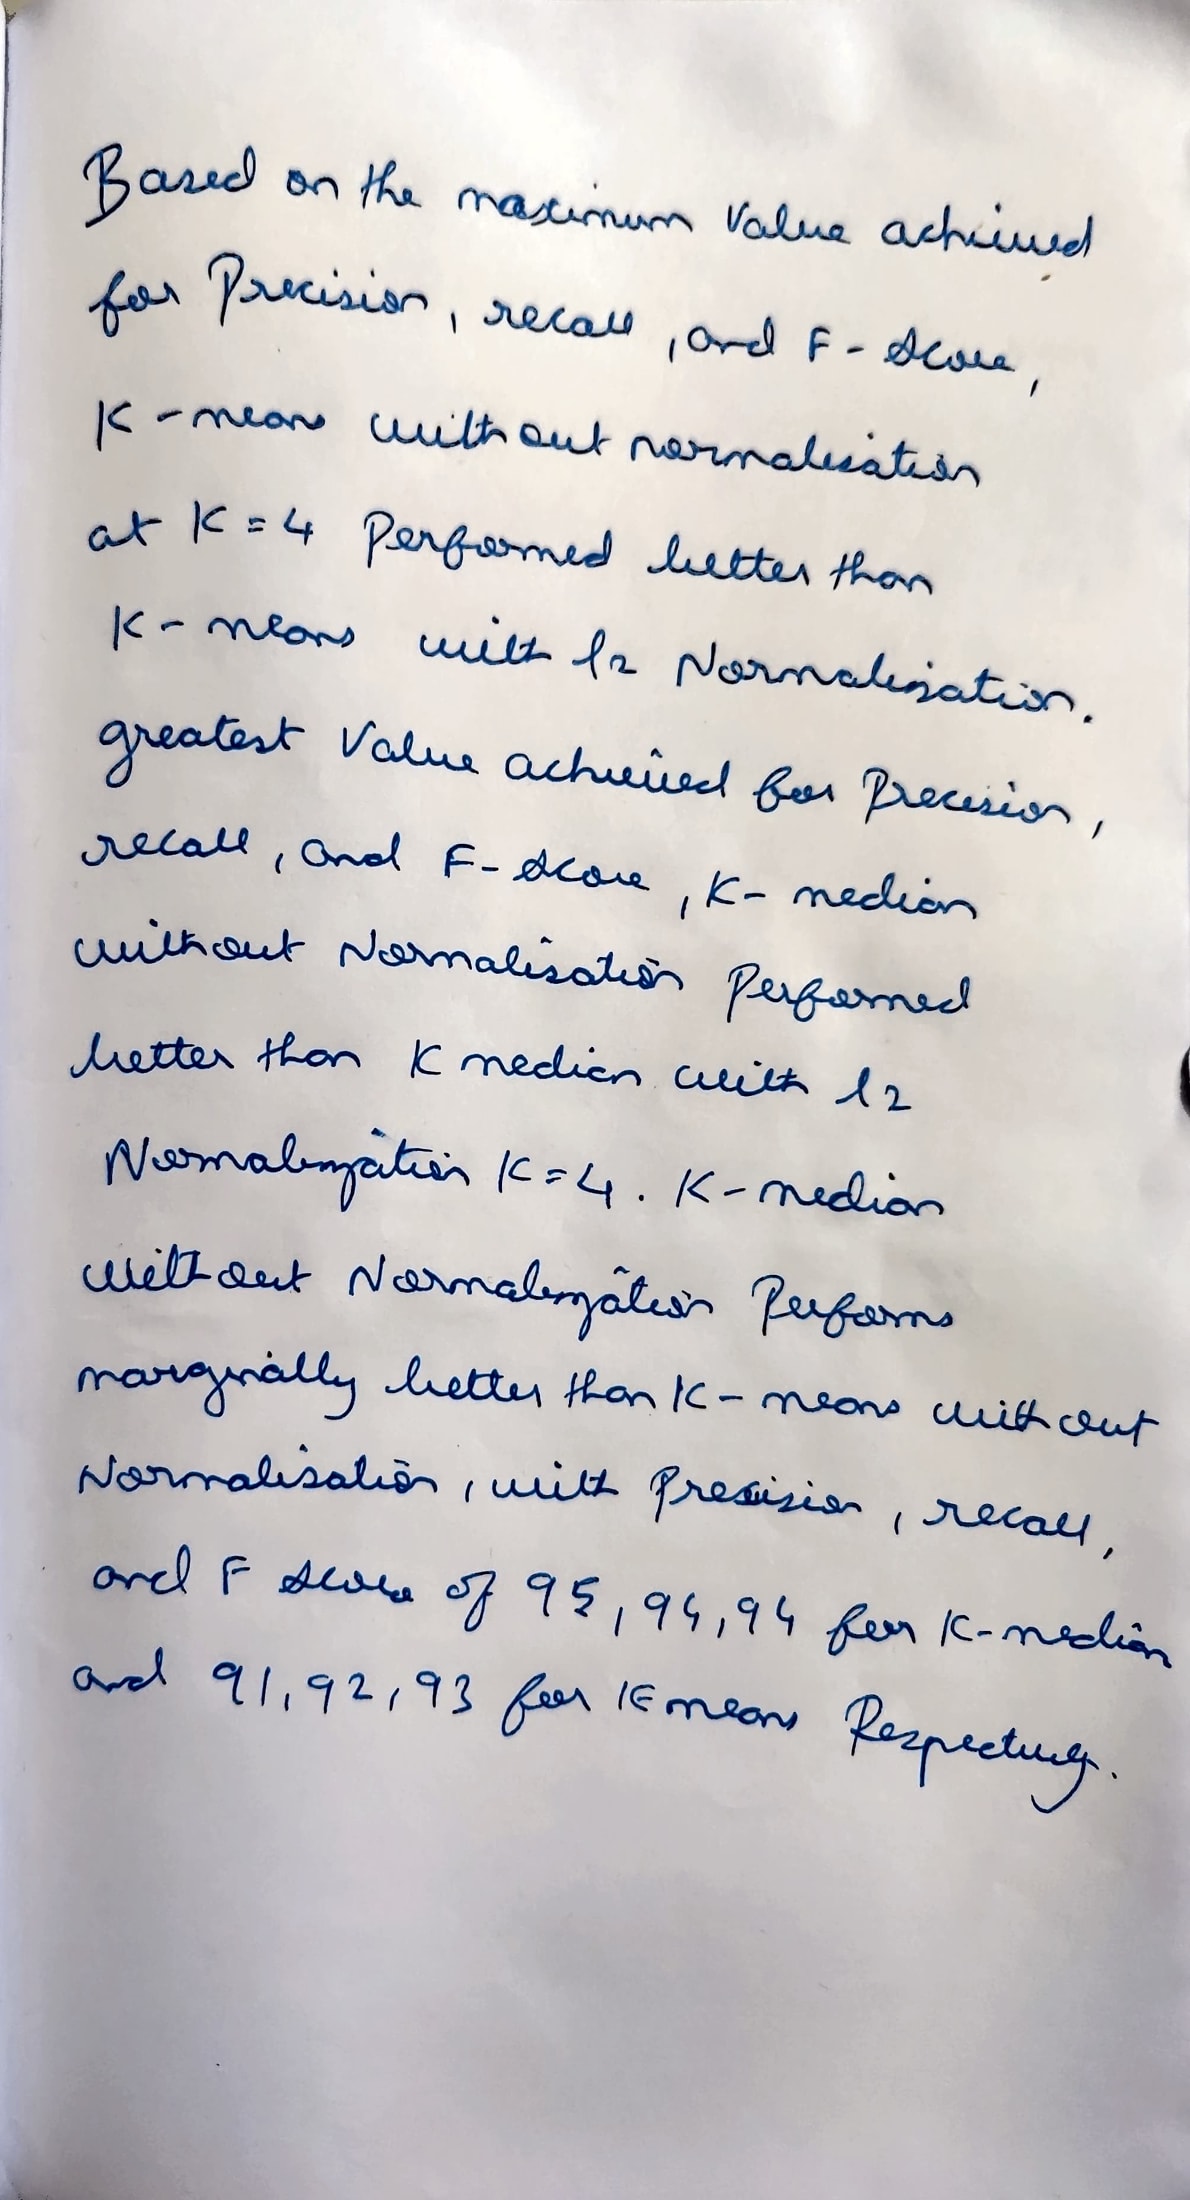 Based on the maximum Value achieved
for Precision, recall, and F-Score,
K-means without normalisation
at K=4 Performed better than
K-means with l2 Normalization.
greatest Value achieved for Precision,
recall, and F-Score, K-median
without Normalisation Performed
better than K median with l2
Normalization K=4. K-median
without Normalization Performs
marginally better than K-means without
Normalisation, with Precision, recall,
and F Score of 95, 94, 94 for K-median
and 91, 92, 93 for K means